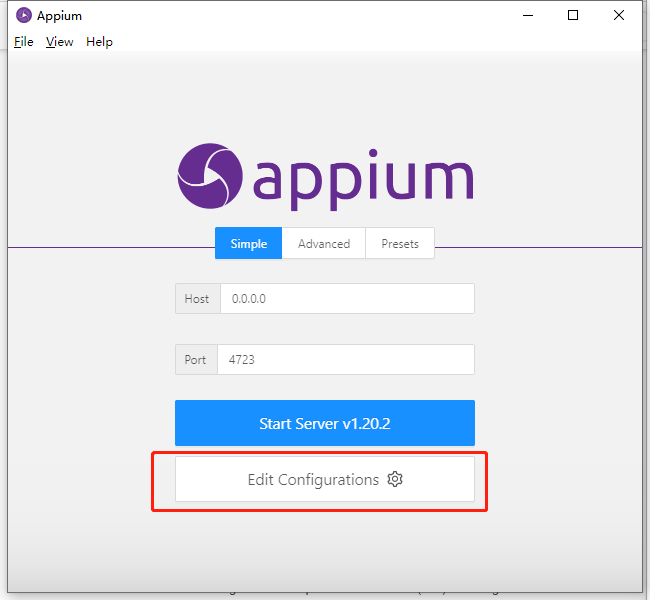 Appium
File View Help
appium
Simple Advanced Presets
Host 0.0.0.0
Port 4723
Start Server v1.20.2
Edit Configurations